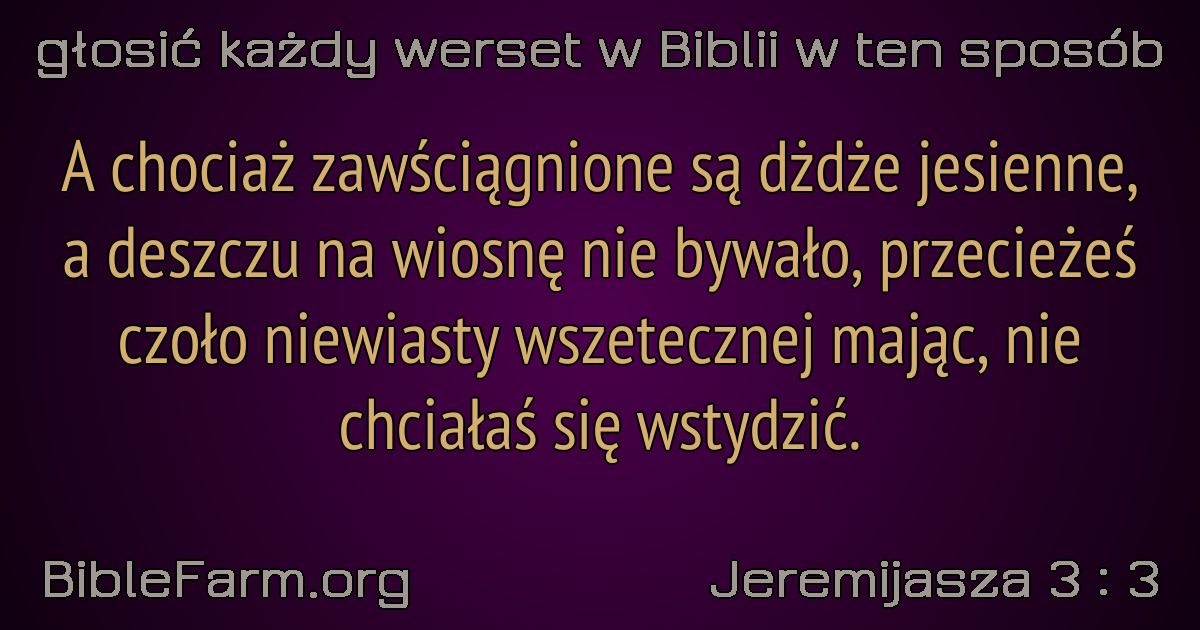 głosić każdy werset w Biblii w ten sposób
A chociaż zawściągnione są dżdże jesienne,
a deszczu na wiosnę nie bywało, przecieżeś
czoło niewiasty wszetecznej mając, nie
chciałaś się wstydzić.
BibleFarm.org
Jeremijasza 3 : 3